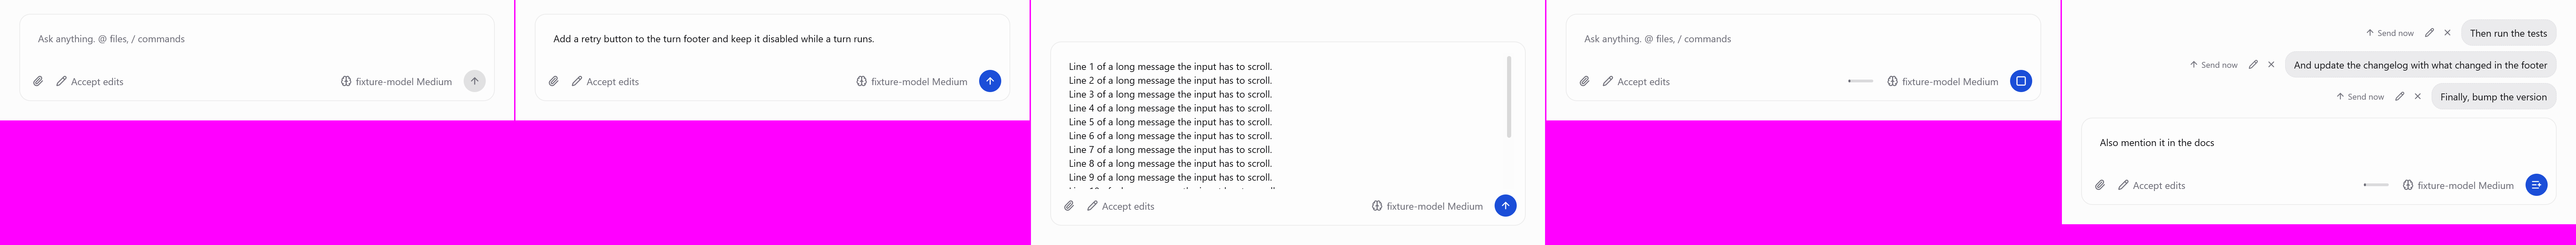 Ask anything. @ files, / commands
Accept edits
fixture-model Medium
Add a retry button to the turn footer and keep it disabled while a turn runs.
Accept edits
fixture-model Medium
Line 1 of a long message the input has to scroll.
Line 2 of a long message the input has to scroll.
Line 3 of a long message the input has to scroll.
Line 4 of a long message the input has to scroll.
Line 5 of a long message the input has to scroll.
Line 6 of a long message the input has to scroll.
Line 7 of a long message the input has to scroll.
Line 8 of a long message the input has to scroll.
Line 9 of a long message the input has to scroll.
Accept edits
fixture-model Medium
Ask anything. @ files, / commands
Accept edits
fixture-model Medium
Send now
Then run the tests
Send now
And update the changelog with what changed in the footer
Send now
Finally, bump the version
Also mention it in the docs
Accept edits
fixture-model Medium